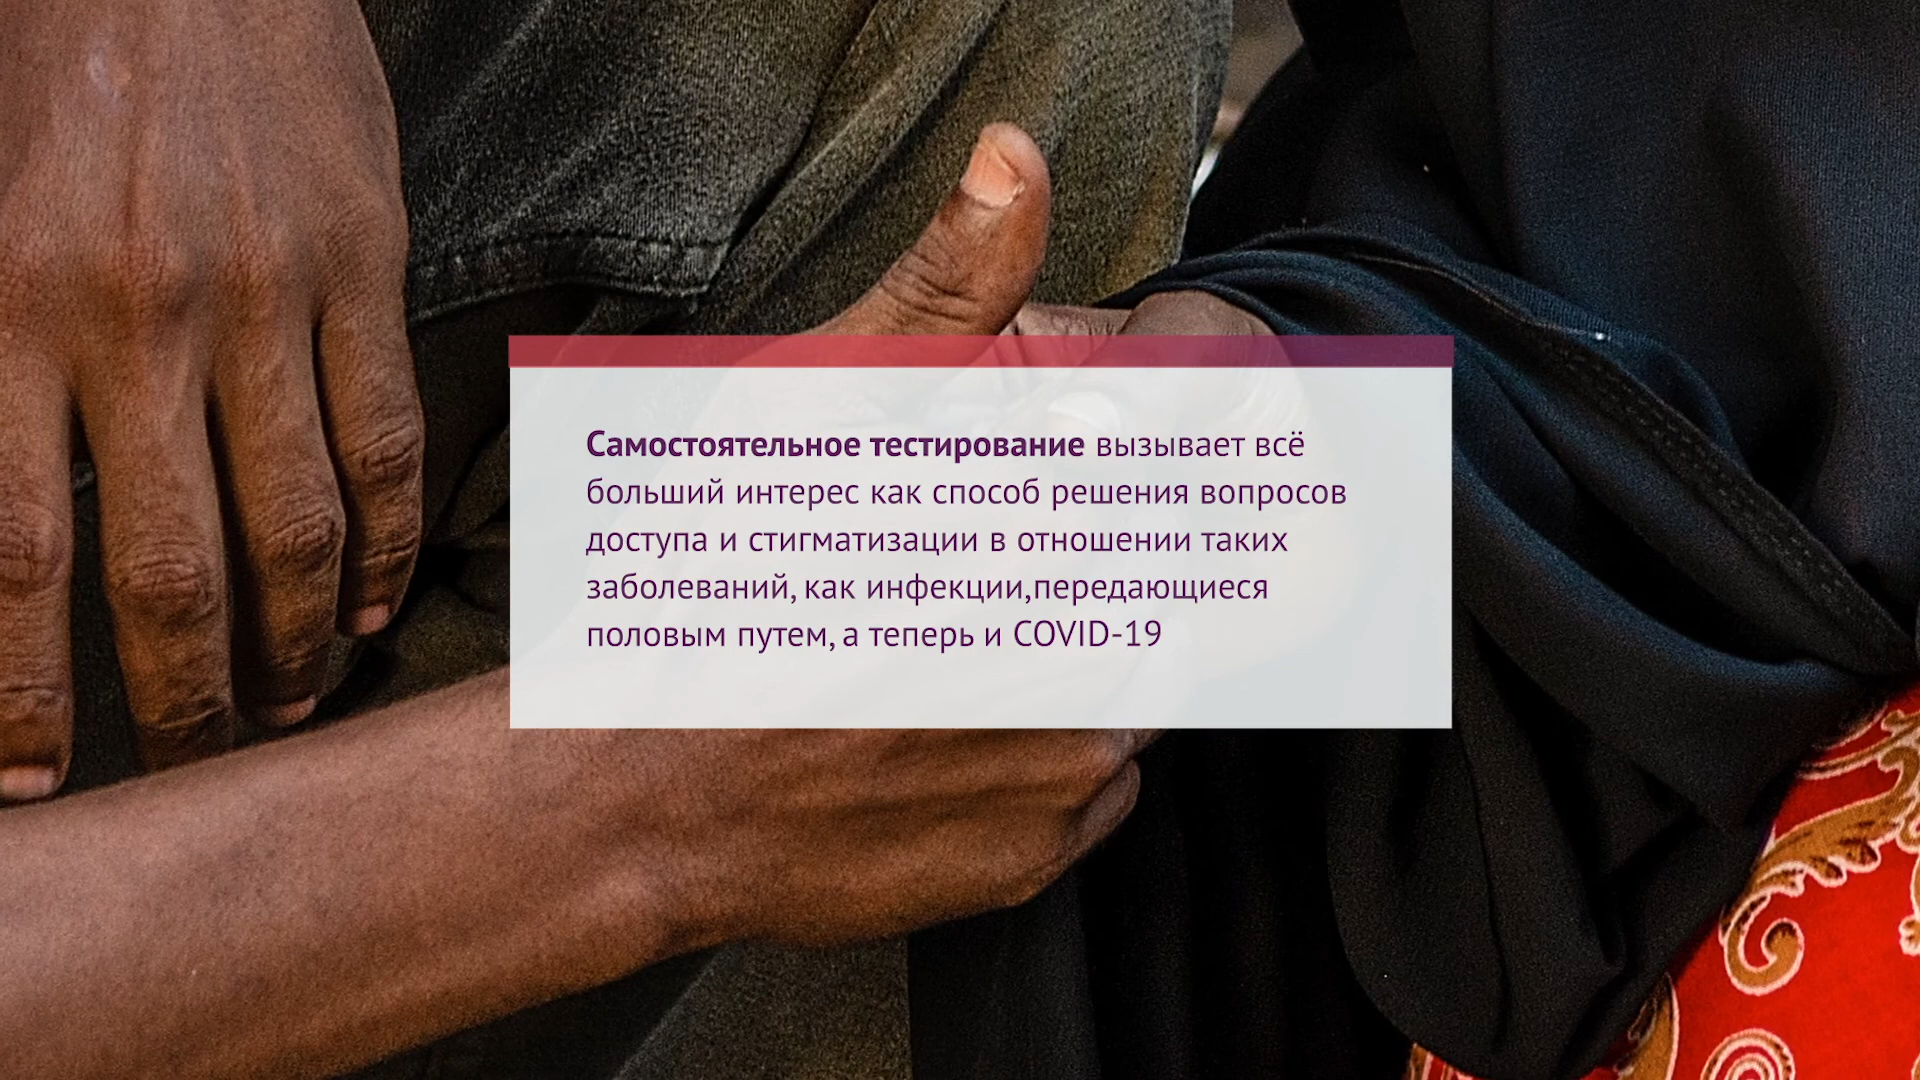 Самостоятельное тестирование вызывает всё
больший интерес как способ решения вопросов
доступа и стигматизации в отношении таких
заболеваний, как инфекции,передающиеся
половым путем, а теперь и COVID-19